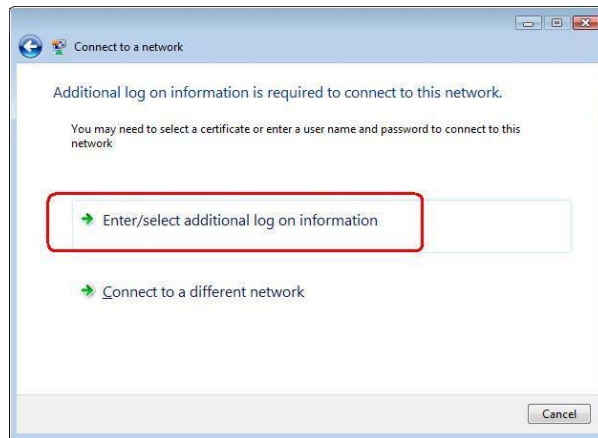 Connect to a network
Additional log on information is required to connect to this network.
You may need to select a certificate or enter a user name and password to connect to this
network
Enter/select additional log on information
Connect to a different network
Cancel